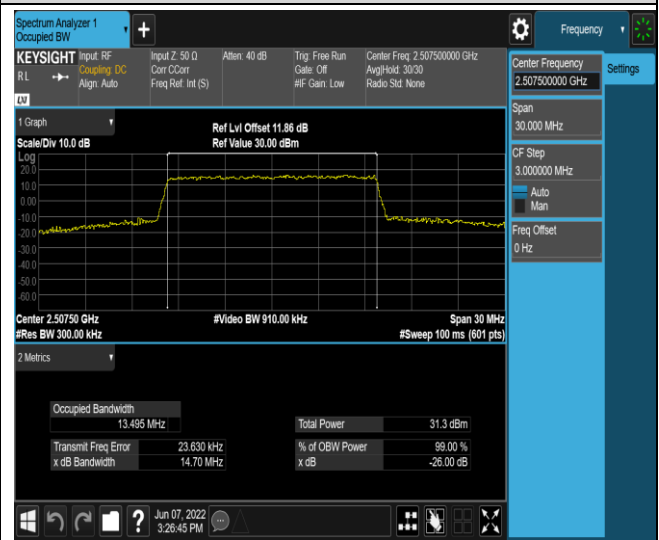 Spectrum Analyzer 1
Occupied BW
Frequency
KEYSIGHT
Input: RF
Coupling: DC
Align: Auto
Input Z: 50 Ω
Corr CCorr
Freq Ref: Int (S)
Atten: 40 dB
Trig: Free Run
Gate: Off
#IF Gain: Low
Center Freq: 2.507500000 GHz
Avg|Hold: 30/30
Radio Std: None
RL
LXI
Center Frequency
2.507500000 GHz
Settings
Span
30.000 MHz
CF Step
3.000000 MHz
Auto
Man
Freq Offset
0 Hz
1 Graph
Scale/Div 10.0 dB
Ref Lvl Offset 11.86 dB
Ref Value 30.00 dBm
Log
20.0
10.0
0.00
-10.0
-20.0
-30.0
-40.0
-50.0
-60.0
Center 2.50750 GHz
#Video BW 910.00 kHz
Span 30 MHz
#Res BW 300.00 kHz
#Sweep 100 ms (601 pts)
2 Metrics
Occupied Bandwidth
13.495 MHz
Total Power 31.3 dBm
Transmit Freq Error 23.630 kHz
% of OBW Power 99.00 %
x dB Bandwidth 14.70 MHz
x dB -26.00 dB
Jun 07, 2022
3:26:45 PM